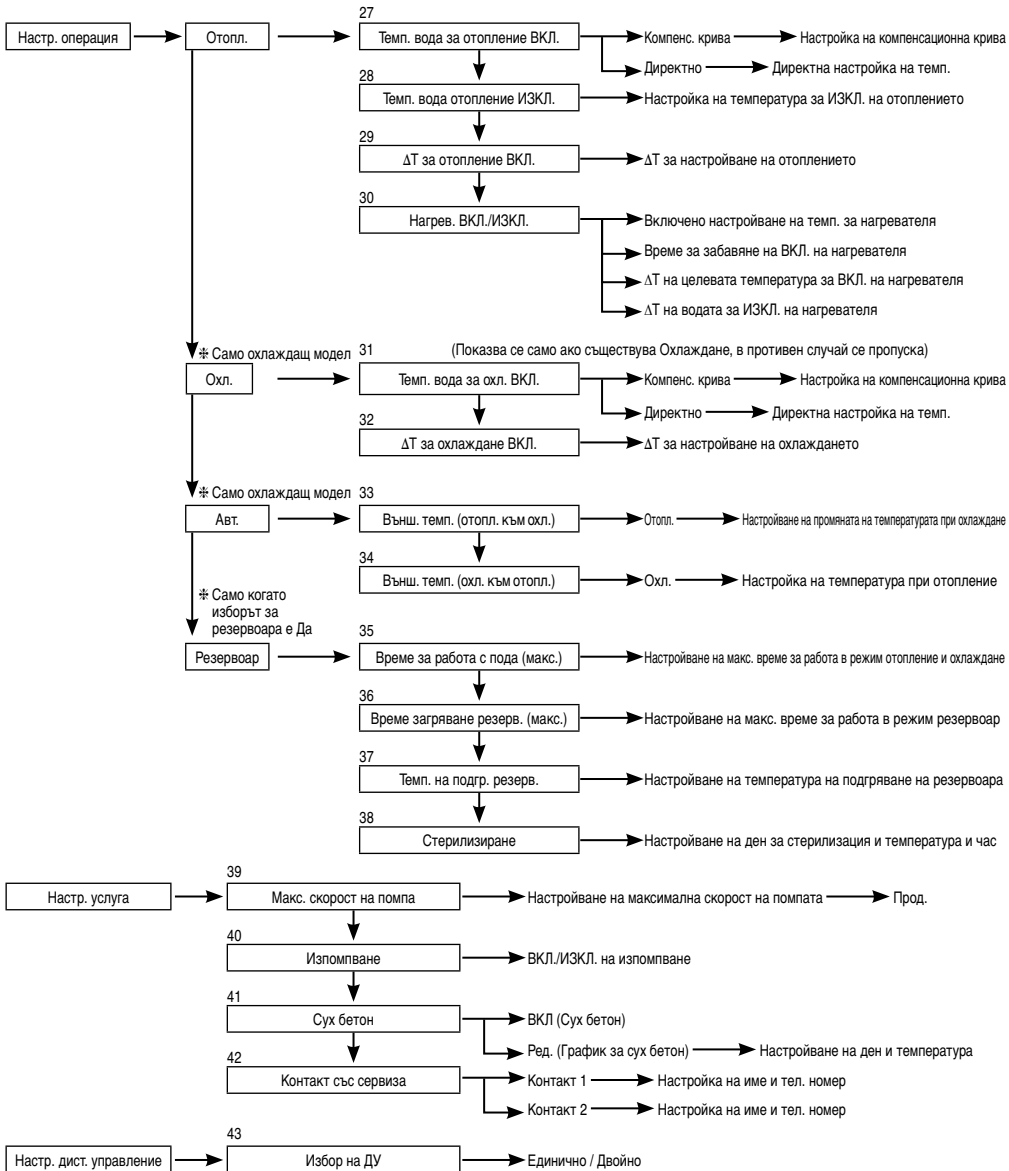 27
Настр. операция
Отопл.
Темп. вода за отопление ВКЛ.
Компенс. крива
Настройка на компенсационна крива
Директно
Директна настройка на темп.
28
Темп. вода отопление ИЗКЛ.
Настройка на температура за ИЗКЛ. на отоплението
29
ΔT за отопление ВКЛ.
ΔT за настройване на отоплението
30
Нагрев. ВКЛ./ИЗКЛ.
Включено настройване на темп. за нагревателя
Време за забавяне на ВКЛ. на нагревателя
ΔT на целевата температура за ВКЛ. на нагревателя
ΔT на водата за ИЗКЛ. на нагревателя
❉ Само охлаждащ модел
31
(Показва се само ако съществува Охлаждане, в противен случай се пропуска)
Охл.
Темп. вода за охл. ВКЛ.
Компенс. крива
Настройка на компенсационна крива
Директно
Директна настройка на темп.
32
ΔT за охлаждане ВКЛ.
ΔT за настройване на охлаждането
❉ Само охлаждащ модел
33
Авт.
Външ. темп. (отопл. към охл.)
Отопл.
Настройване на промяната на температурата при охлаждане
34
Външ. темп. (охл. към отопл.)
Охл.
Настройка на температура при отопление
❉ Само когато
изборът за
резервоара е Да
35
Резервоар
Време за работа с пода (макс.)
Настройване на макс. време за работа в режим отопление и охлаждане
36
Време загряване резерв. (макс.)
Настройване на макс. време за работа в режим резервоар
37
Темп. на подгр. резерв.
Настройване на температура на подгряване на резервоара
38
Стерилизиране
Настройване на ден за стерилизация и температура и час
39
Настр. услуга
Макс. скорост на помпа
Настройване на максимална скорост на помпата
Прод.
40
Изпомпване
ВКЛ./ИЗКЛ. на изпомпване
41
Сух бетон
ВКЛ (Сух бетон)
Ред. (График за сух бетон)
Настройване на ден и температура
42
Контакт със сервиза
Контакт 1
Настройка на име и тел. номер
Контакт 2
Настройка на име и тел. номер
43
Настр. дист. управление
Избор на ДУ
Единично / Двойно